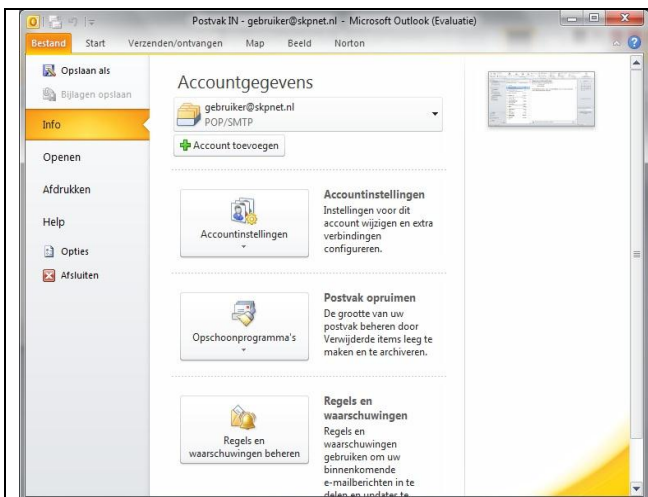 Postvak IN - gebruiker@skpnet.nl - Microsoft Outlook (Evaluatie)
Bestand Start Verzenden/ontvangen Map Beeld Norton
Opslaan als
Bijlagen opslaan
Info
Openen
Afdrukken
Help
Opties
Afsluiten
Accountgegevens
gebruiker@skpnet.nl
POP/SMTP
Account toevoegen
Accountinstellingen
Accountinstellingen
Instellingen voor dit
account wijzigen en extra
verbindingen
configureren.
Opschoonprogramma's
Postvak opruimen
De grootte van uw
postvak beheren door
Verwijderde items leeg te
maken en te archiveren.
Regels en
waarschuwingen beheren
Regels en
waarschuwingen
Regels en
waarschuwingen
gebruiken om uw
binnenkomende
e-mailberichten in te
delen en updates te